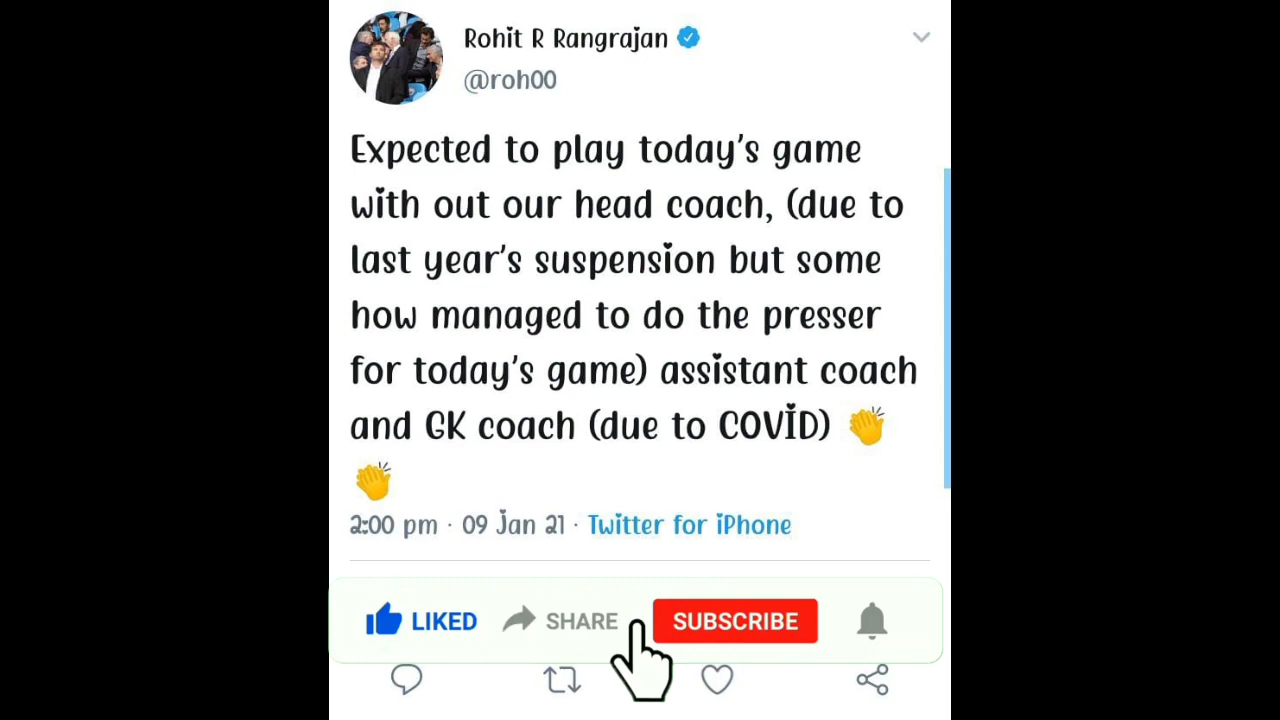 Rohit R Rangrajan
@roh00
Expected to play today's game
with out our head coach, (due to
last year's suspension but some
how managed to do the presser
for today's game) assistant coach
and GK coach (due to COVID) 👏
👏
2:00 pm · 09 Jan 21 · Twitter for iPhone
LIKED SHARE SUBSCRIBE